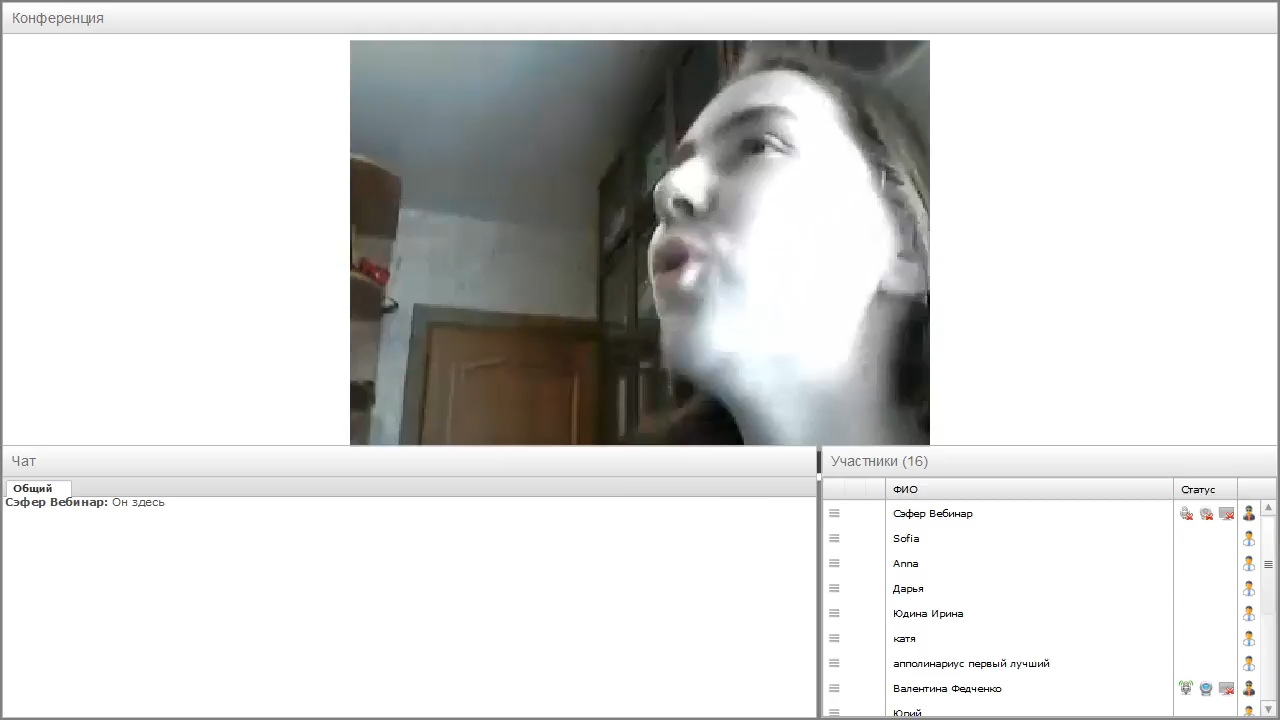 Конференция
Чат
Общий
Сэфер Вебинар: Он здесь
Участники (16)
ФИО Статус
Сэфер Вебинар
Sofia
Anna
Дарья
Юдина Ирина
катя
апполинариус первый лучший
Валентина Федченко
Юрий